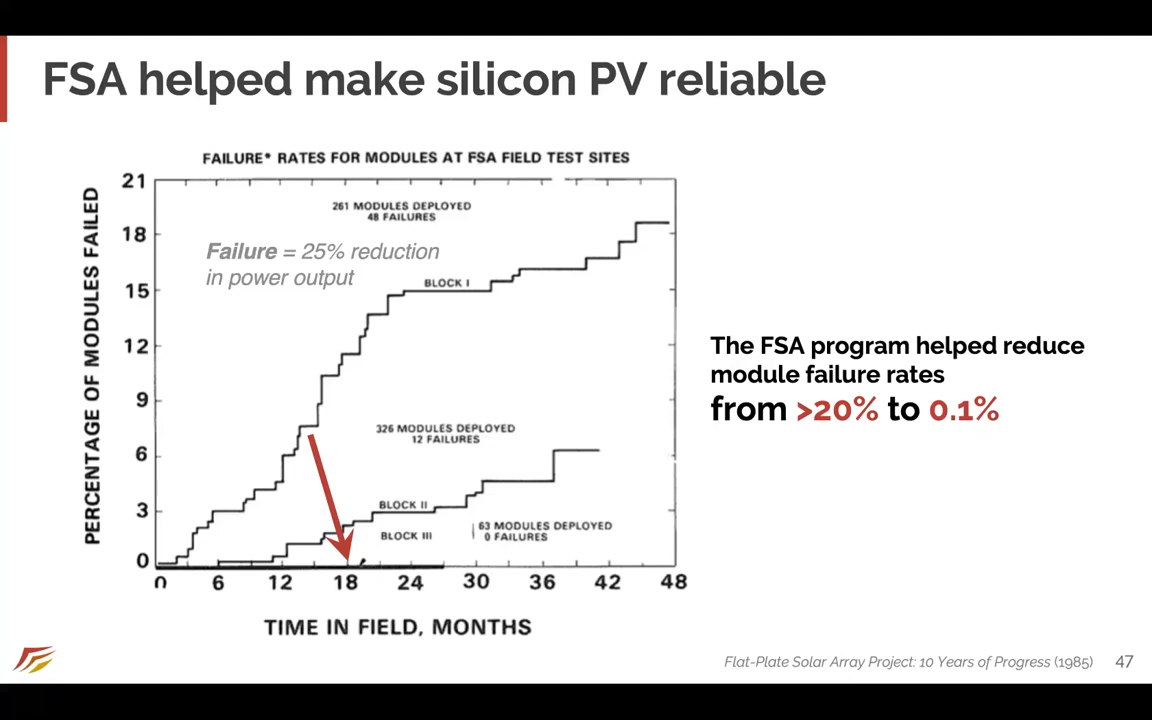 FSA helped make silicon PV reliable
FAILURE* RATES FOR MODULES AT FSA FIELD TEST SITES
PERCENTAGE OF MODULES FAILED
21
18
15
12
9
6
3
0
261 MODULES DEPLOYED
48 FAILURES
Failure = 25% reduction
in power output
BLOCK I
326 MODULES DEPLOYED
12 FAILURES
BLOCK II
BLOCK III
63 MODULES DEPLOYED
0 FAILURES
0 6 12 18 24 30 36 42 48
TIME IN FIELD, MONTHS
The FSA program helped reduce
module failure rates
from >20% to 0.1%
Flat-Plate Solar Array Project: 10 Years of Progress (1985) 47